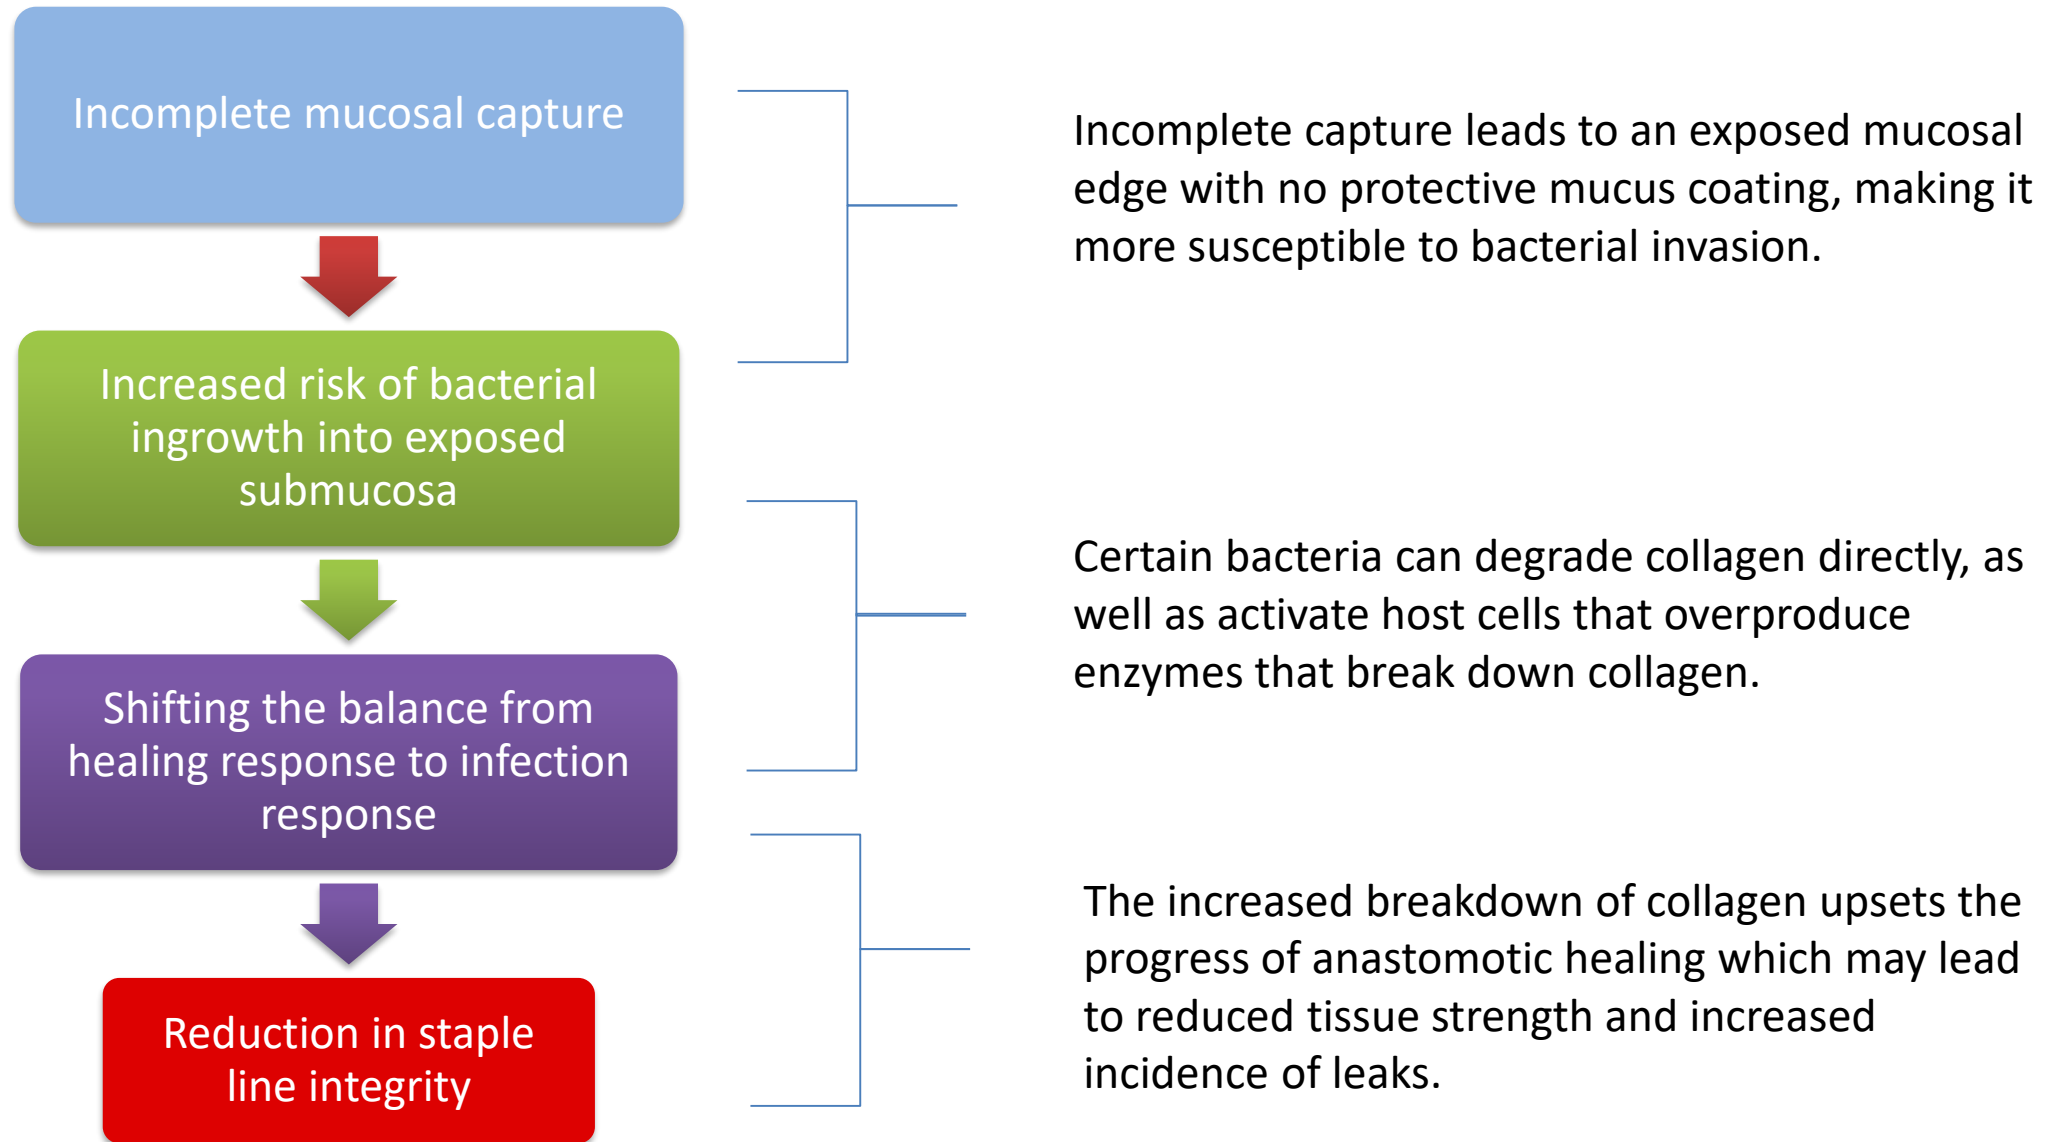 Incomplete mucosal capture
Incomplete capture leads to an exposed mucosal
edge with no protective mucus coating, making it
more susceptible to bacterial invasion.
Increased risk of bacterial
ingrowth into exposed
submucosa
Certain bacteria can degrade collagen directly, as
well as activate host cells that overproduce
enzymes that break down collagen.
Shifting the balance from
healing response to infection
response
The increased breakdown of collagen upsets the
progress of anastomotic healing which may lead
to reduced tissue strength and increased
incidence of leaks.
Reduction in staple
line integrity